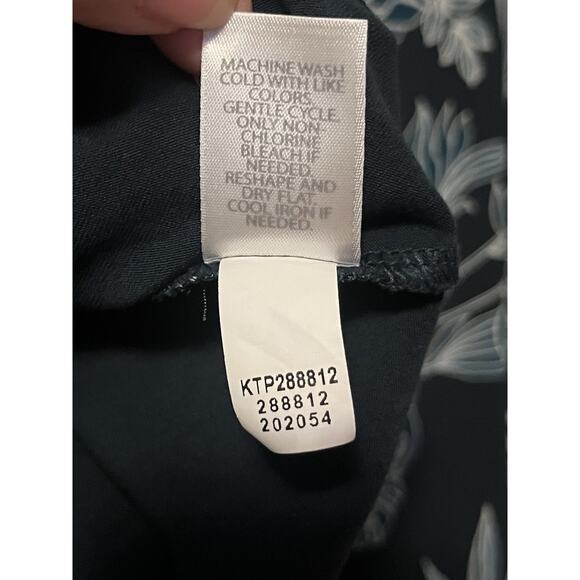 MACHINE WASH
COLD WITH LIKE
COLORS.
GENTLE CYCLE.
ONLY NON-
CHLORINE
BLEACH IF
NEEDED.
RESHAPE AND
DRY FLAT.
COOL IRON IF
NEEDED.
KTP288812
288812
202054